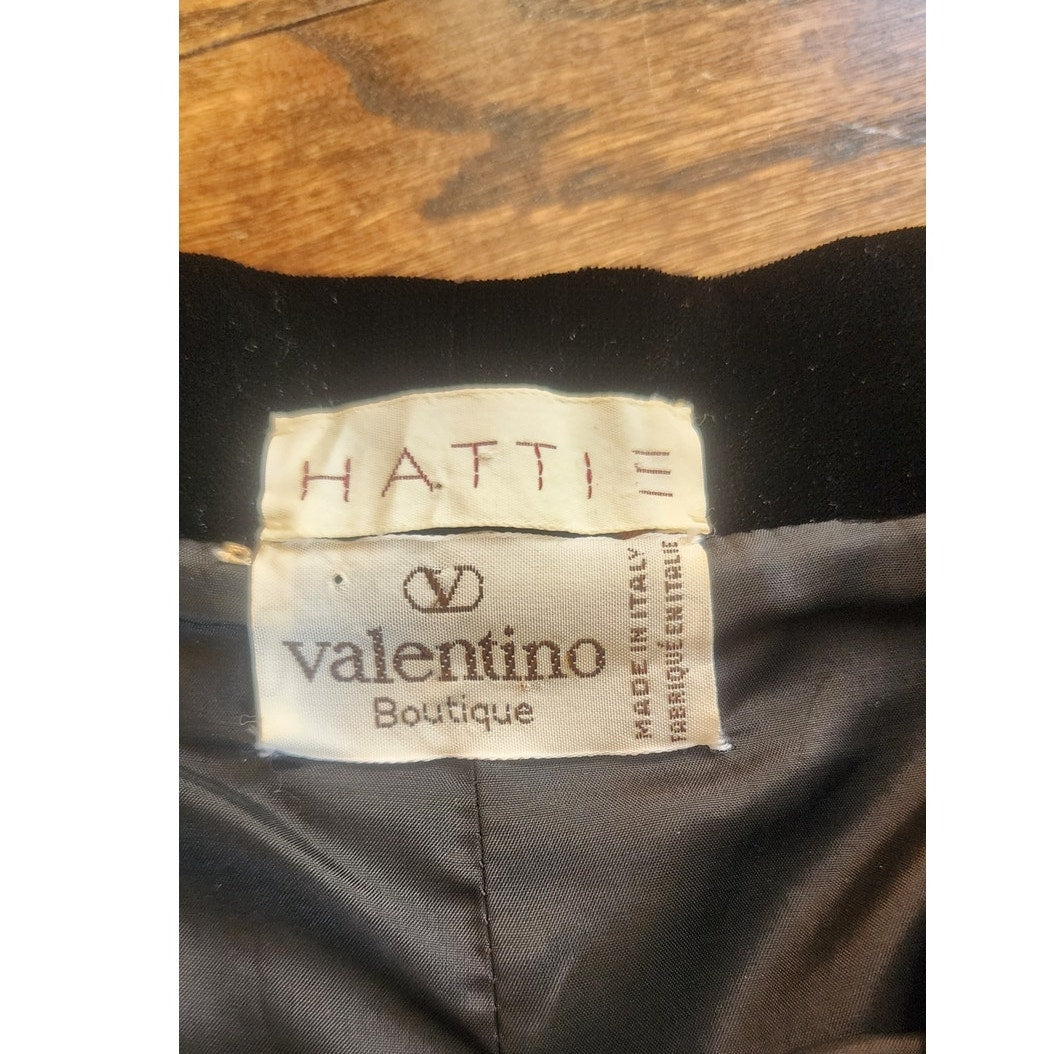 HATTIE
V
valentino
Boutique
MADE IN ITALY
FABRIQUÉ EN ITALIE